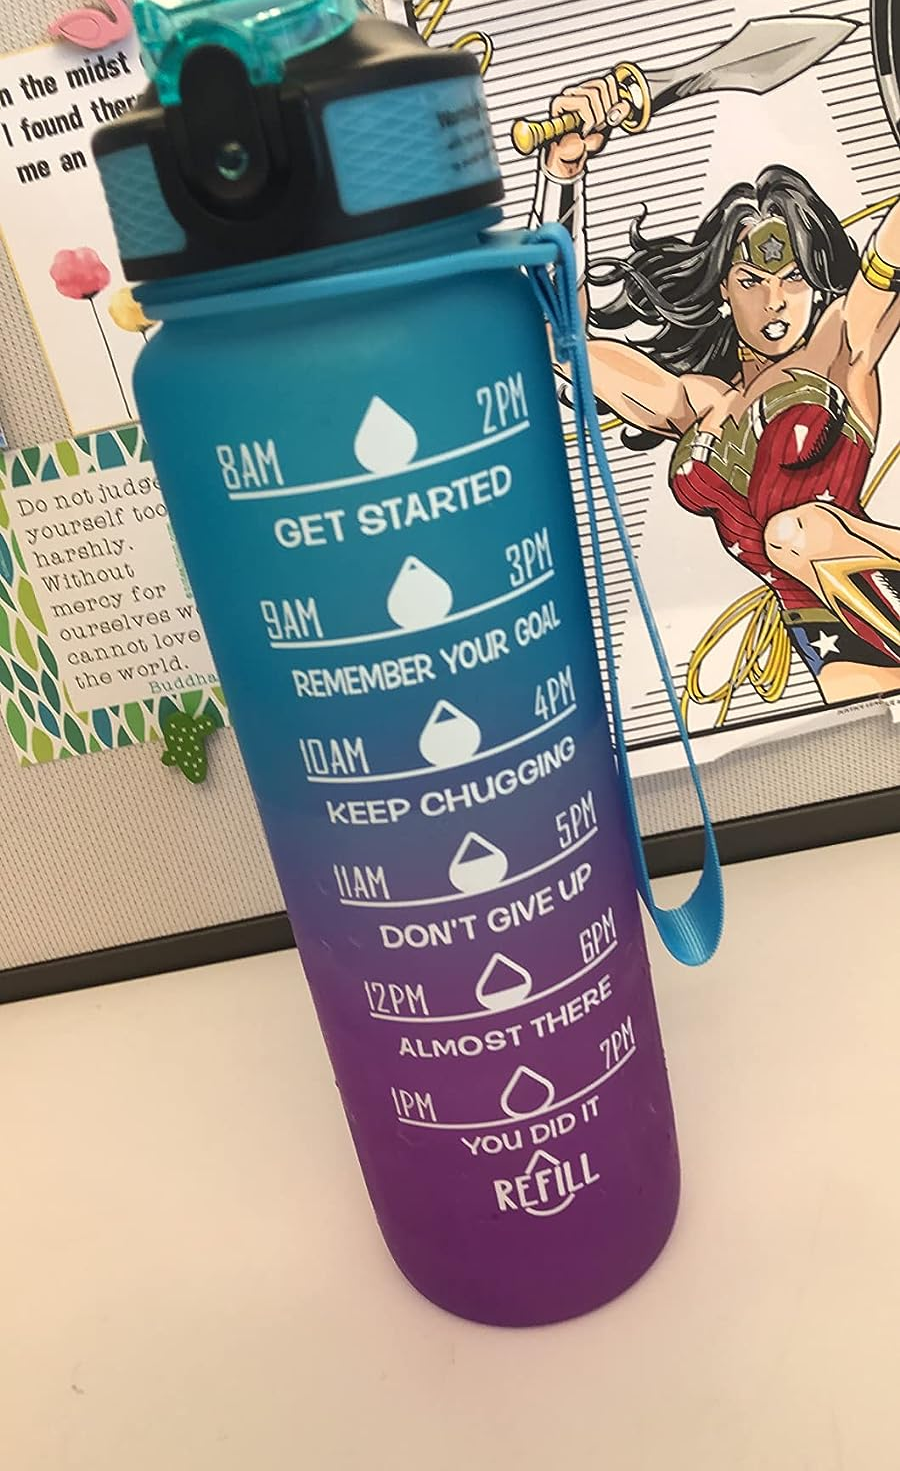 n the midst
I found ther
me an
Do not judge
yourself too
harshly.
Without
mercy for
ourselves w
cannot love
the world.
Buddha
8AM 2PM
GET STARTED
9AM 3PM
REMEMBER YOUR GOAL
10AM 4PM
KEEP CHUGGING
11AM 5PM
DON'T GIVE UP
12PM 6PM
ALMOST THERE
1PM 7PM
YOU DID IT
REFILL